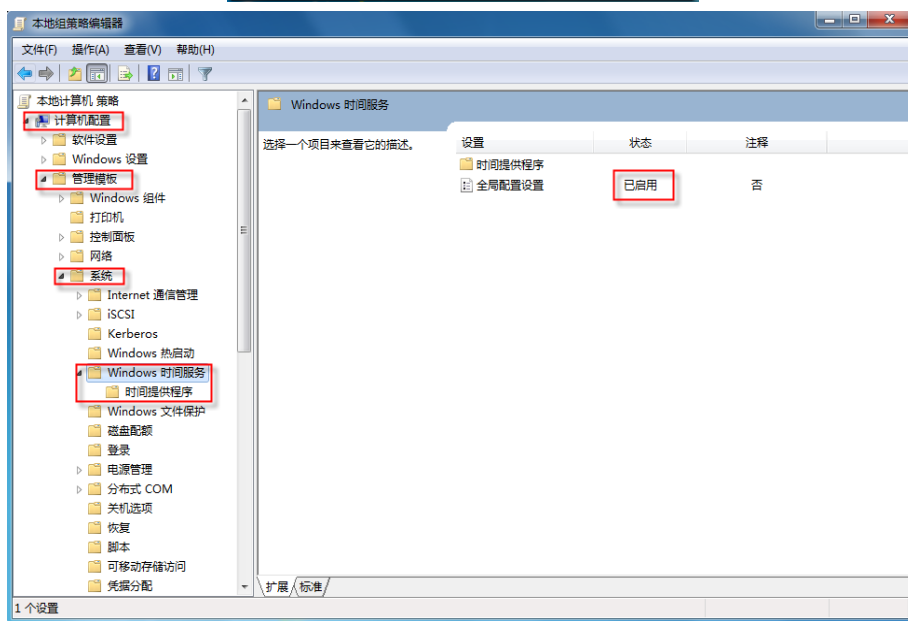 本地组策略编辑器
文件(F) 操作(A) 查看(V) 帮助(H)
本地计算机 策略
计算机配置
软件设置
Windows 设置
管理模板
Windows 组件
打印机
控制面板
网络
系统
Internet 通信管理
iSCSI
Kerberos
Windows 热启动
Windows 时间服务
时间提供程序
Windows 文件保护
磁盘配额
登录
电源管理
分布式 COM
关机选项
恢复
脚本
可移动存储访问
凭据分配
Windows 时间服务
选择一个项目来查看它的描述。
设置 状态 注释
时间提供程序
全局配置设置 已启用 否
扩展 标准
1 个设置